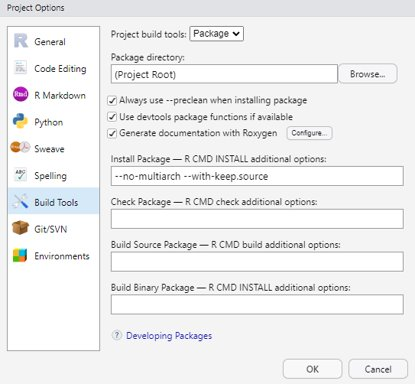 Project Options
R General
Code Editing
Rmd R Markdown
Python
Sweave
ABC Spelling
Build Tools
Git/SVN
Environments
Project build tools: Package
Package directory:
(Project Root) Browse...
Always use --preclean when installing package
Use devtools package functions if available
Generate documentation with Roxygen Configure...
Install Package — R CMD INSTALL additional options:
--no-multiarch --with-keep.source
Check Package — R CMD check additional options:
Build Source Package — R CMD build additional options:
Build Binary Package — R CMD INSTALL additional options:
? Developing Packages
OK Cancel